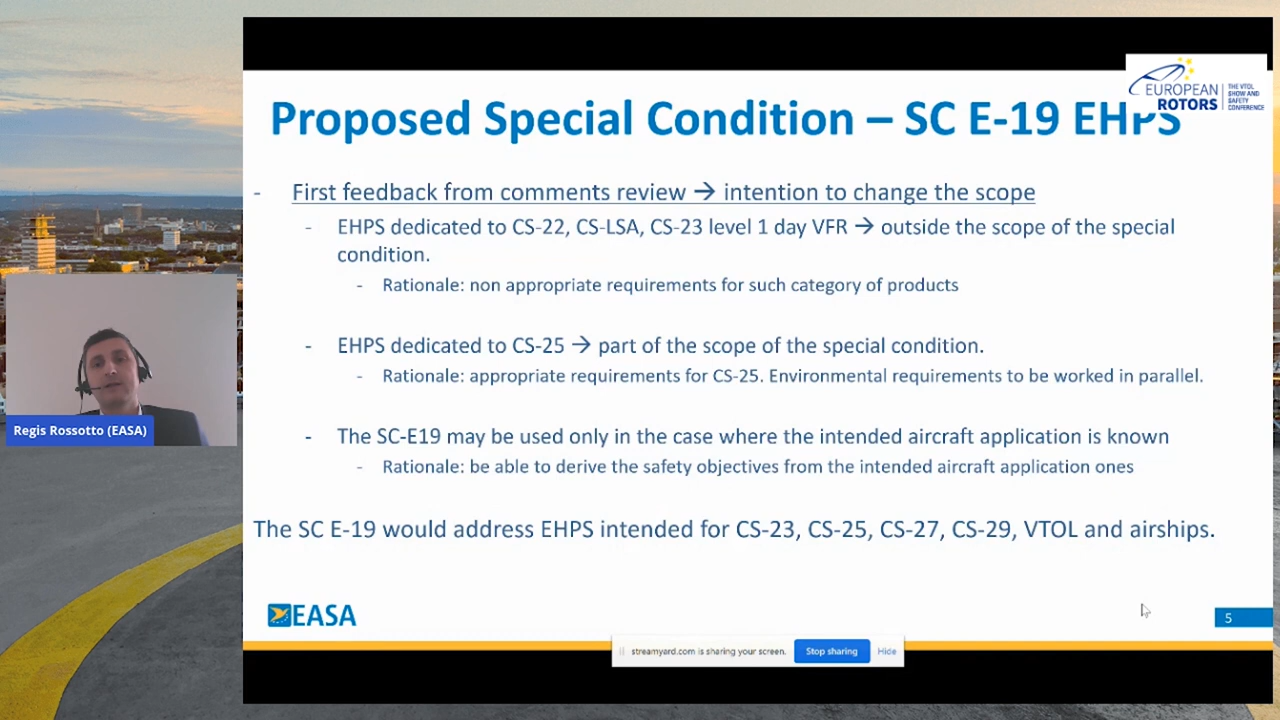 EUROPEAN
ROTORS
THE VTOL
SHOW AND
SAFETY
CONFERENCE
Proposed Special Condition – SC E-19 EHPS
- First feedback from comments review → intention to change the scope
- EHPS dedicated to CS-22, CS-LSA, CS-23 level 1 day VFR → outside the scope of the special
condition.
- Rationale: non appropriate requirements for such category of products
- EHPS dedicated to CS-25 → part of the scope of the special condition.
- Rationale: appropriate requirements for CS-25. Environmental requirements to be worked in parallel.
- The SC-E19 may be used only in the case where the intended aircraft application is known
- Rationale: be able to derive the safety objectives from the intended aircraft application ones
The SC E-19 would address EHPS intended for CS-23, CS-25, CS-27, CS-29, VTOL and airships.
Regis Rossotto (EASA)
EASA
5
streamyard.com is sharing your screen. Stop sharing Hide